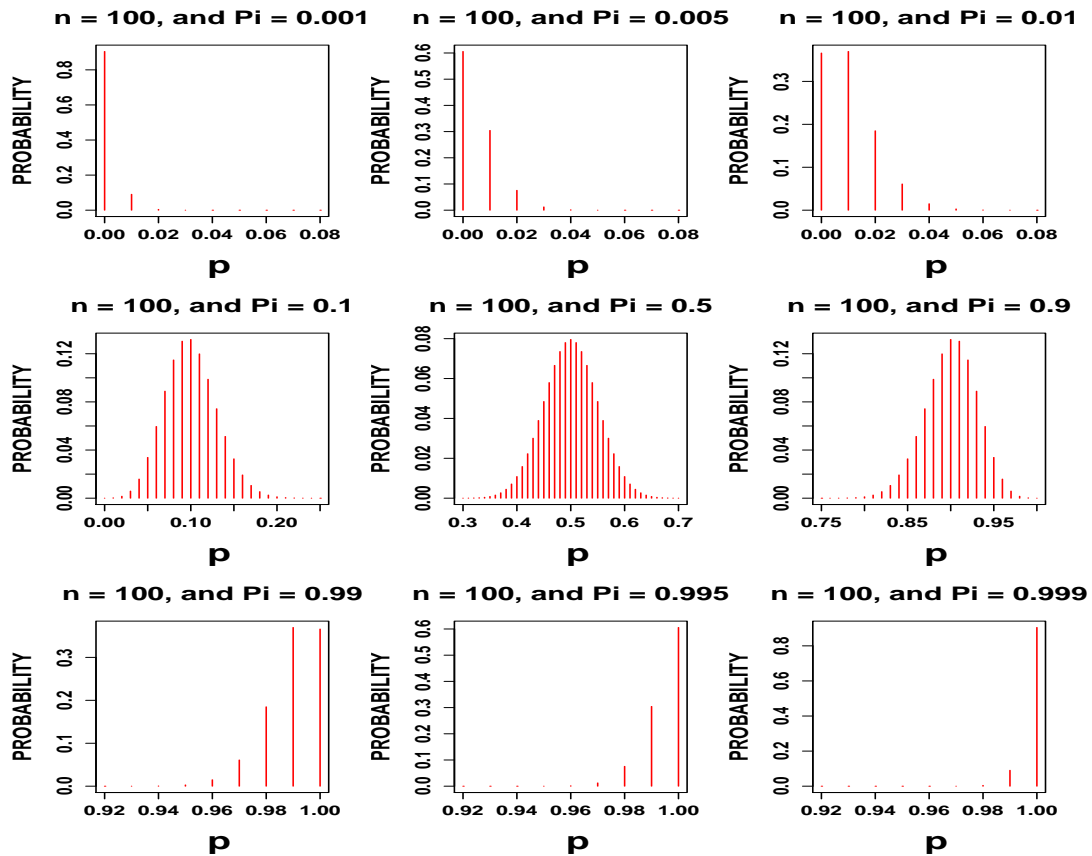 n = 100, and Pi = 0.001
PROBABILITY
0.0 0.2 0.4 0.6 0.8
0.00 0.02 0.04 0.06 0.08
p
n = 100, and Pi = 0.005
PROBABILITY
0.0 0.1 0.2 0.3 0.4 0.5 0.6
0.00 0.02 0.04 0.06 0.08
p
n = 100, and Pi = 0.01
PROBABILITY
0.0 0.1 0.2 0.3
0.00 0.02 0.04 0.06 0.08
p
n = 100, and Pi = 0.1
PROBABILITY
0.00 0.04 0.08 0.12
0.00 0.10 0.20
p
n = 100, and Pi = 0.5
PROBABILITY
0.00 0.02 0.04 0.06 0.08
0.3 0.4 0.5 0.6 0.7
p
n = 100, and Pi = 0.9
PROBABILITY
0.00 0.04 0.08 0.12
0.75 0.85 0.95
p
n = 100, and Pi = 0.99
PROBABILITY
0.0 0.1 0.2 0.3
0.92 0.94 0.96 0.98 1.00
p
n = 100, and Pi = 0.995
PROBABILITY
0.0 0.1 0.2 0.3 0.4 0.5 0.6
0.92 0.94 0.96 0.98 1.00
p
n = 100, and Pi = 0.999
PROBABILITY
0.0 0.2 0.4 0.6 0.8
0.92 0.94 0.96 0.98 1.00
p